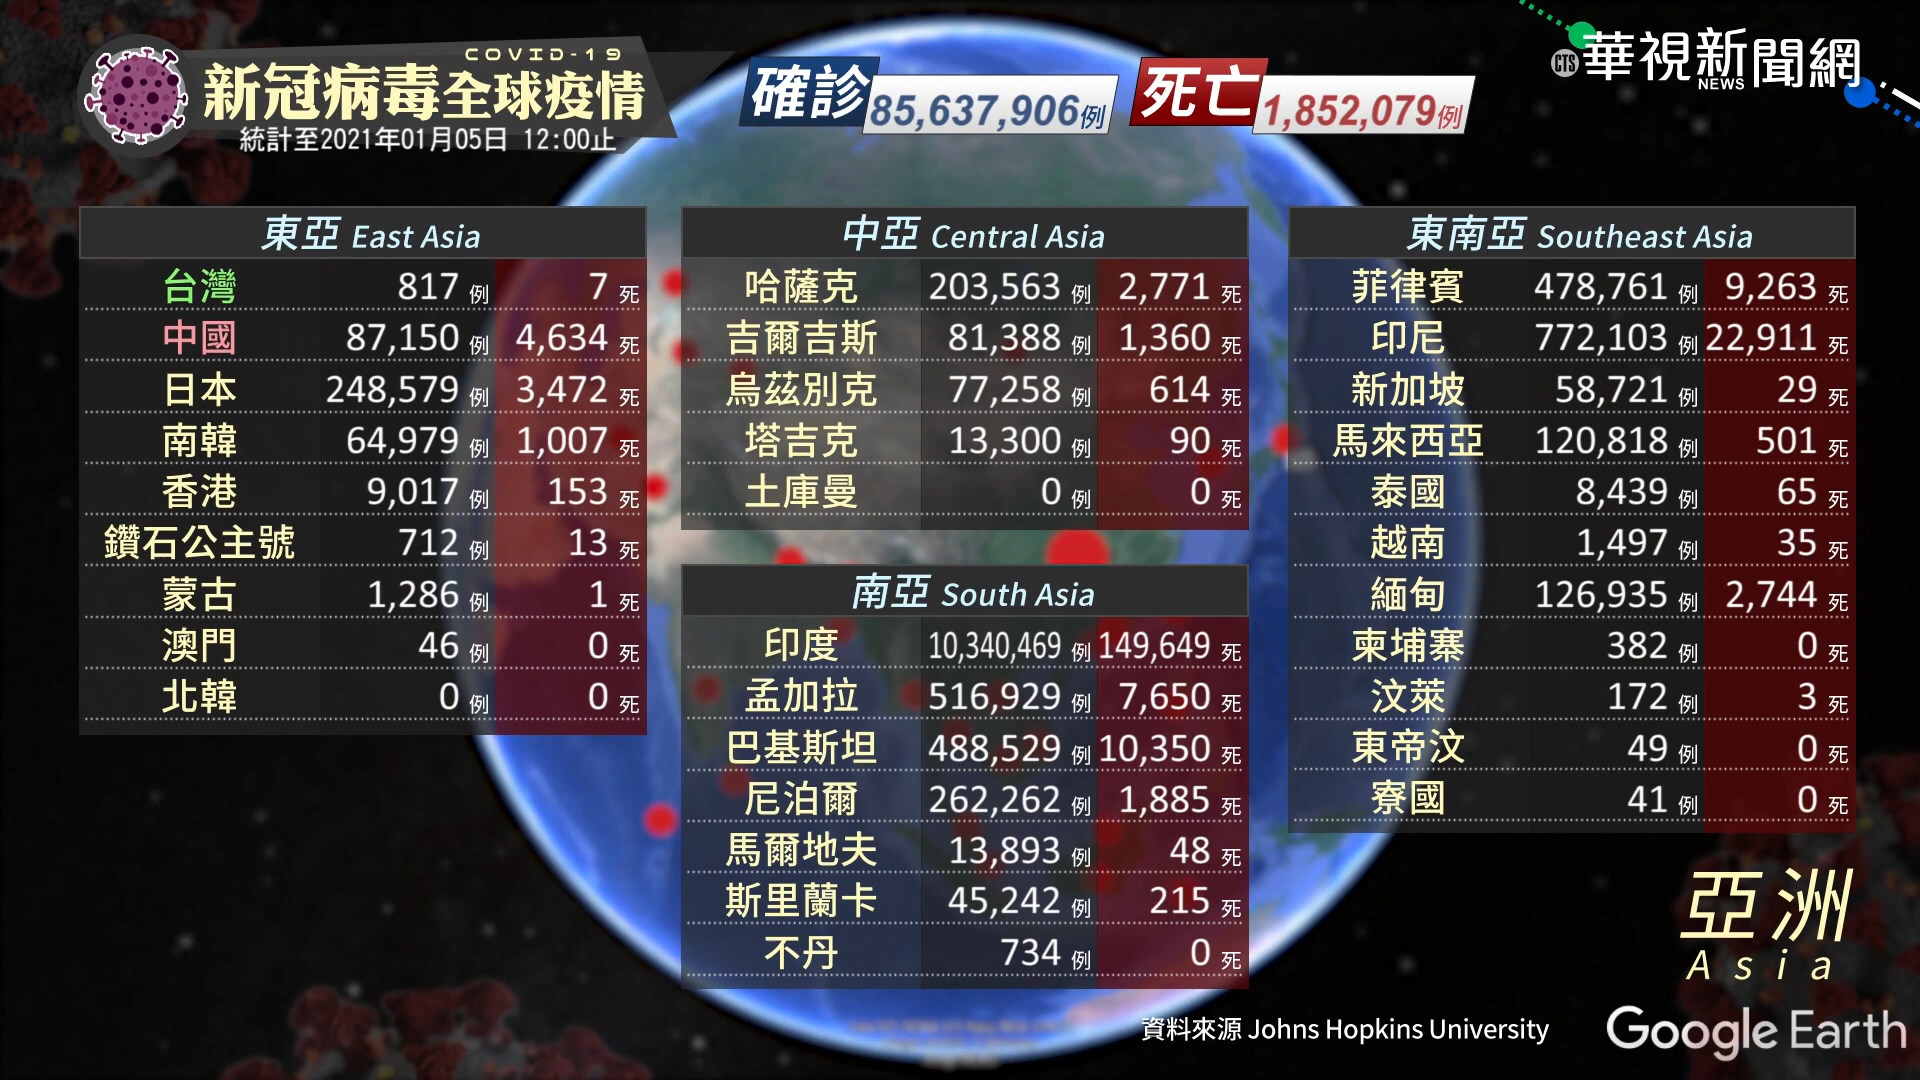 COVID-19
新冠病毒全球疫情
統計至2021年01月05日 12:00止
確診 85,637,906例
死亡 1,852,079例
CTS 華視新聞網
NEWS
東亞 East Asia
台灣 817 例 7 死
中國 87,150 例 4,634 死
日本 248,579 例 3,472 死
南韓 64,979 例 1,007 死
香港 9,017 例 153 死
鑽石公主號 712 例 13 死
蒙古 1,286 例 1 死
澳門 46 例 0 死
北韓 0 例 0 死
中亞 Central Asia
哈薩克 203,563 例 2,771 死
吉爾吉斯 81,388 例 1,360 死
烏茲別克 77,258 例 614 死
塔吉克 13,300 例 90 死
土庫曼 0 例 0 死
南亞 South Asia
印度 10,340,469 例 149,649 死
孟加拉 516,929 例 7,650 死
巴基斯坦 488,529 例 10,350 死
尼泊爾 262,262 例 1,885 死
馬爾地夫 13,893 例 48 死
斯里蘭卡 45,242 例 215 死
不丹 734 例 0 死
東南亞 Southeast Asia
菲律賓 478,761 例 9,263 死
印尼 772,103 例 22,911 死
新加坡 58,721 例 29 死
馬來西亞 120,818 例 501 死
泰國 8,439 例 65 死
越南 1,497 例 35 死
緬甸 126,935 例 2,744 死
柬埔寨 382 例 0 死
汶萊 172 例 3 死
東帝汶 49 例 0 死
寮國 41 例 0 死
亞洲
Asia
資料來源 Johns Hopkins University
Google Earth